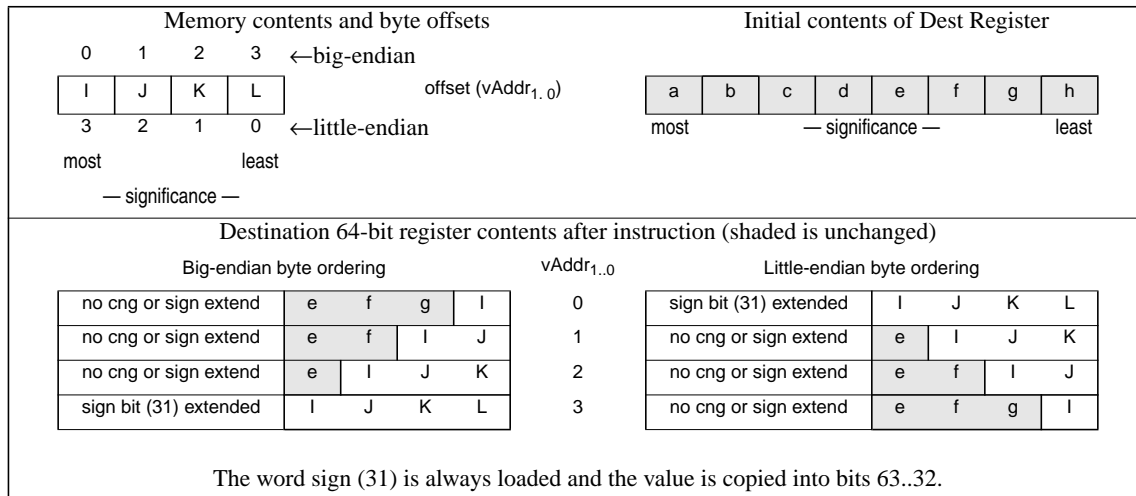 Memory contents and byte offsets
0 1 2 3 ←big-endian
I J K L
offset (vAddr1. 0)
3 2 1 0 ←little-endian
most least
— significance —
Initial contents of Dest Register
a b c d e f g h
most — significance — least
Destination 64-bit register contents after instruction (shaded is unchanged)
Big-endian byte ordering vAddr1..0 Little-endian byte ordering
no cng or sign extend e f g I 0 sign bit (31) extended I J K L
no cng or sign extend e f I J 1 no cng or sign extend e I J K
no cng or sign extend e I J K 2 no cng or sign extend e f I J
sign bit (31) extended I J K L 3 no cng or sign extend e f g I
The word sign (31) is always loaded and the value is copied into bits 63..32.